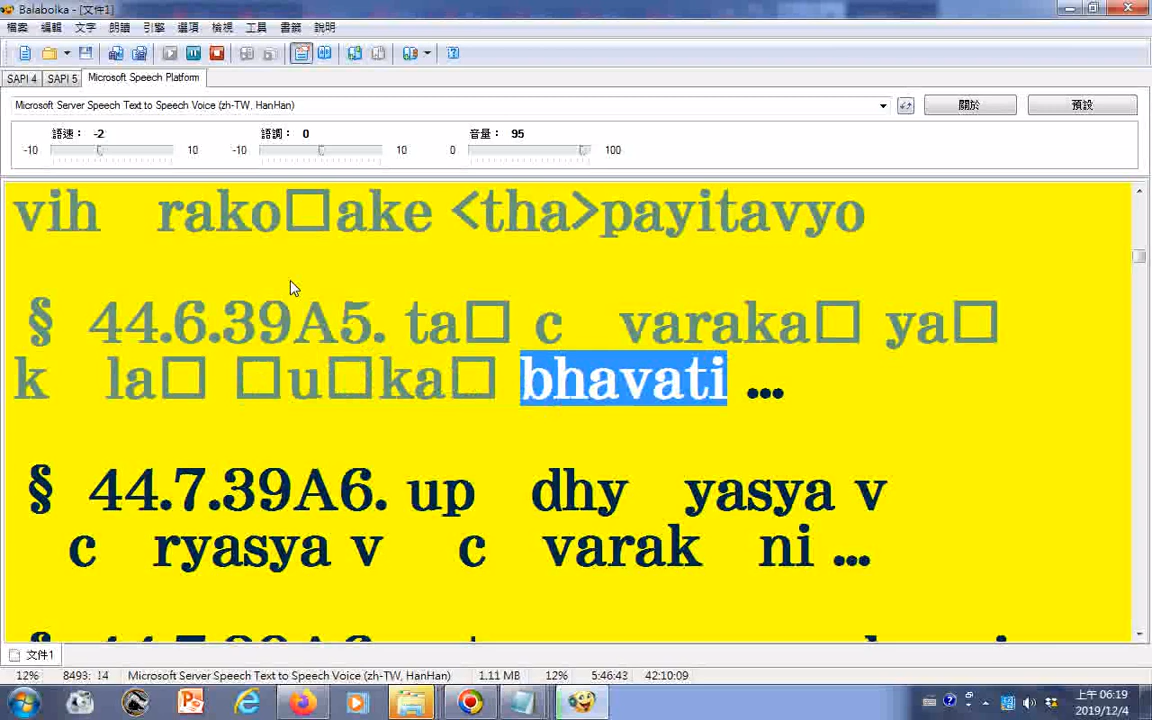 Balabolka - [文件1]
檔案 編輯 文字 朗讀 引擎 選項 檢視 工具 書籤 說明
SAPI 4 SAPI 5 Microsoft Speech Platform
Microsoft Server Speech Text to Speech Voice (zh-TW, HanHan)
關於 預設
語速： -2 語調： 0 音量： 95
-10 10 -10 10 0 100
vih rako□ake <tha>payitavyo
§ 44.6.39A5. ta□ c varaka□ ya□
k la□ □u□ka□ bhavati ...
§ 44.7.39A6. up dhy yasya v
c ryasya v c varak ni ...
文件1
12% 8493: 14 Microsoft Server Speech Text to Speech Voice (zh-TW, HanHan) 1.11 MB 12% 5:46:43 42:10:09
上午 06:19
2019/12/4